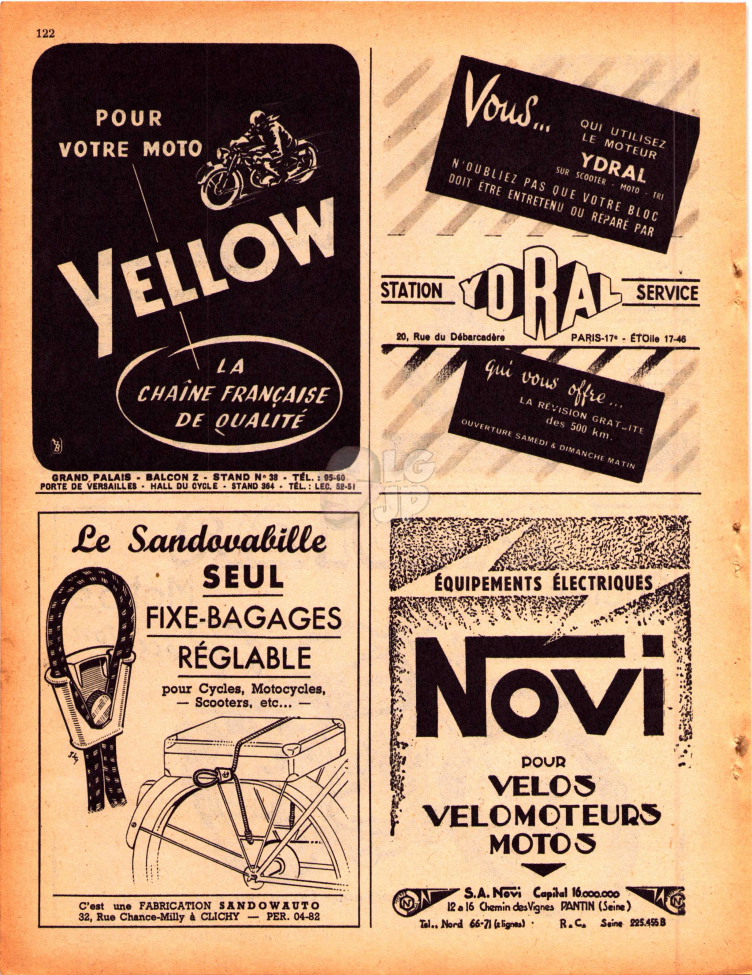 122
POUR
VOTRE MOTO
YELLOW
LA
CHAÎNE FRANÇAISE
DE QUALITÉ
GRAND PALAIS - BALCON Z - STAND N° 38 - TÉL. : 95-60
PORTE DE VERSAILLES - HALL DU CYCLE - STAND 364 - TÉL. : LEC. 52-51
Vous...
QUI UTILISEZ
LE MOTEUR
YDRAL
SUR SCOOTER - MOTO - TRI
N'OUBLIEZ PAS QUE VOTRE BLOC
DOIT ÊTRE ENTRETENU OU RÉPARÉ PAR
STATION YDRAL SERVICE
20, Rue du Débarcadère PARIS-17e - ÉTOile 17-46
qui vous offre...
LA RÉVISION GRATUITE
des 500 km.
OUVERTURE SAMEDI & DIMANCHE MATIN
LG
JD
Le Sandovabille
SEUL
FIXE-BAGAGES
RÉGLABLE
pour Cycles, Motocycles,
— Scooters, etc... —
C'est une FABRICATION SANDOWAUTO
32, Rue Chance-Milly à CLICHY — PER. 04-82
ÉQUIPEMENTS ÉLECTRIQUES
NOVI
POUR
VELOS
VELOMOTEURS
MOTOS
S.A. Novi Capital 16.000.000
12 a 16 Chemin des Vignes PANTIN (Seine)
Tel., Nord 66-71 (2 lignes) - R.C. Seine 225.455 B